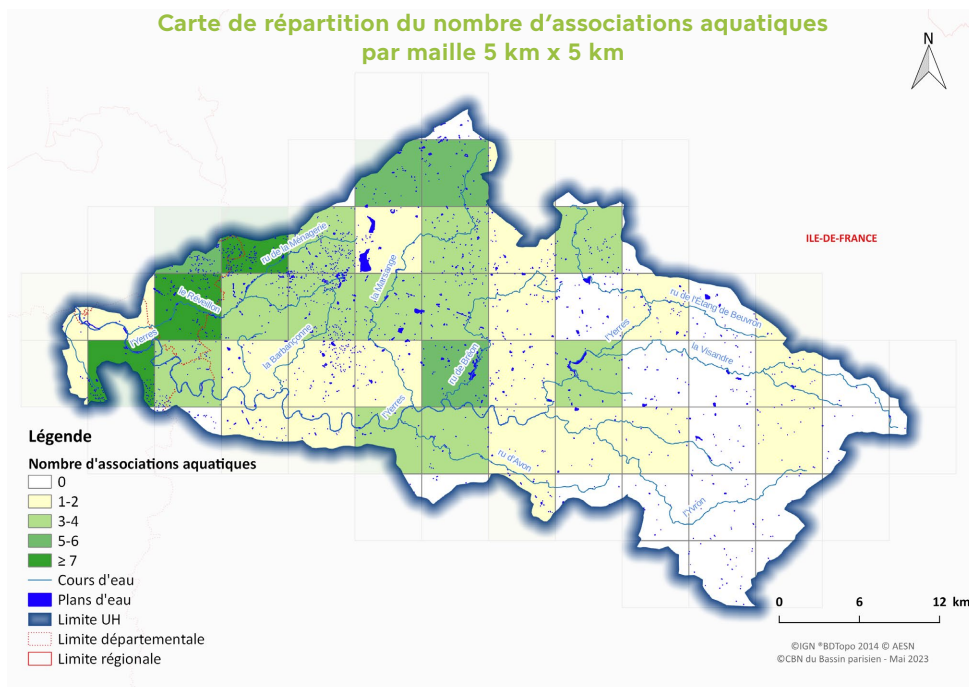 Carte de répartition du nombre d'associations aquatiques
par maille 5 km x 5 km
N
ILE-DE-FRANCE
ru de la Ménagerie
la Marsange
le Réveillon
l'Yerres
la Barbançonne
ru de Bréon
l'Yerres
ru de l'Étang de Beuvron
la Visandre
l'Yerres
ru d'Avon
l'Yvron
Légende
Nombre d'associations aquatiques
0
1-2
3-4
5-6
≥ 7
Cours d'eau
Plans d'eau
Limite UH
Limite départementale
Limite régionale
0 6 12 km
©IGN ®BDTopo 2014 © AESN
©CBN du Bassin parisien - Mai 2023